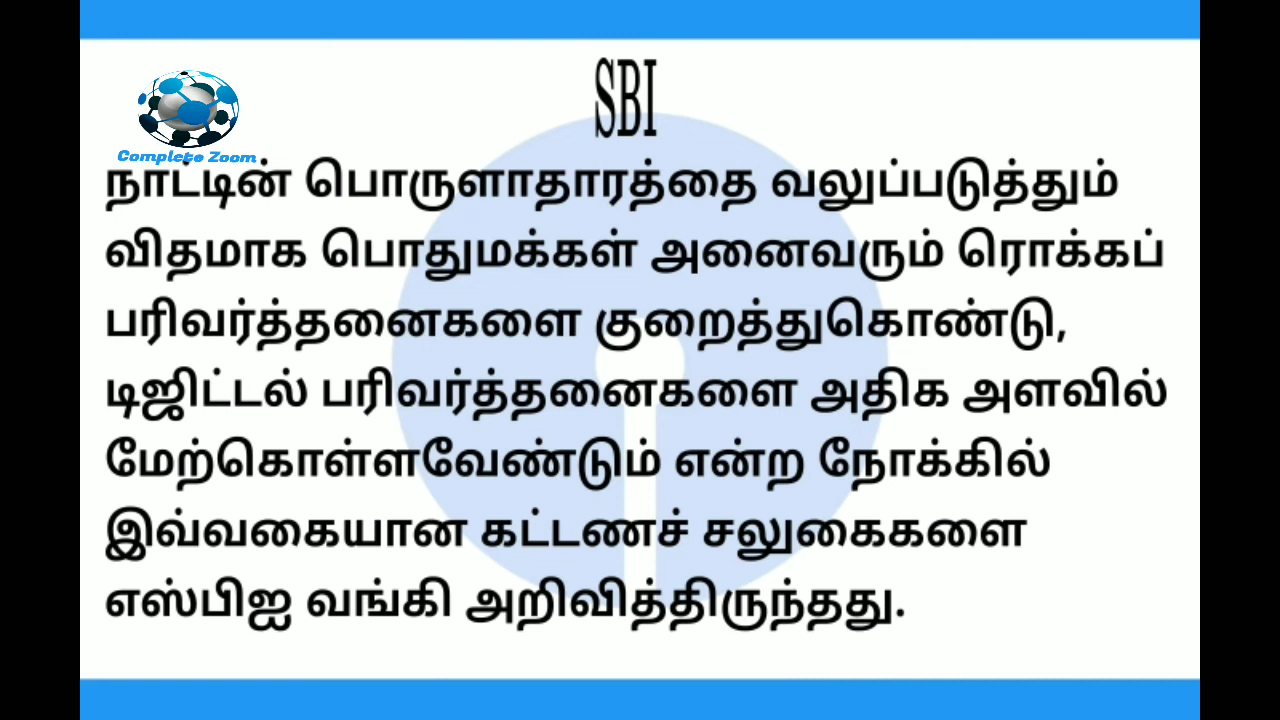 SBI
Complete Zoom
நாட்டின் பொருளாதாரத்தை வலுப்படுத்தும்
விதமாக பொதுமக்கள் அனைவரும் ரொக்கப்
பரிவர்த்தனைகளை குறைத்துகொண்டு,
டிஜிட்டல் பரிவர்த்தனைகளை அதிக அளவில்
மேற்கொள்ளவேண்டும் என்ற நோக்கில்
இவ்வகையான கட்டணச் சலுகைகளை
எஸ்பிஐ வங்கி அறிவித்திருந்தது.